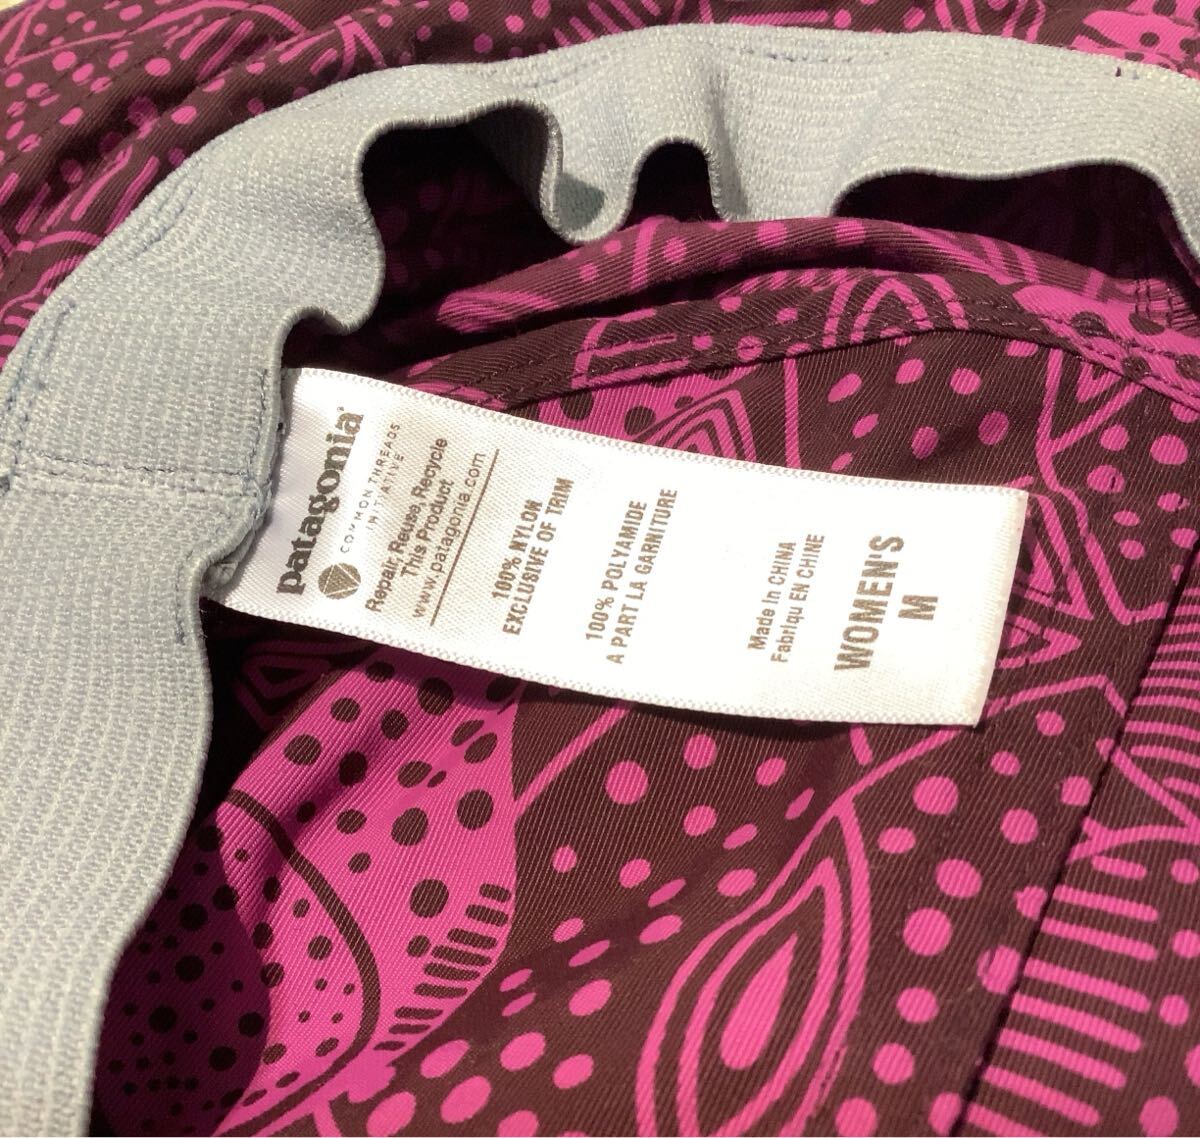 patagonia®
COMMON THREADS
INITIATIVE
Repair, Reuse, Recycle
This Product
www.patagonia.com
100% NYLON
EXCLUSIVE OF TRIM
100% POLYAMIDE
A PART LA GARNITURE
Made in CHINA
Fabriqu EN CHINE
WOMEN'S
M